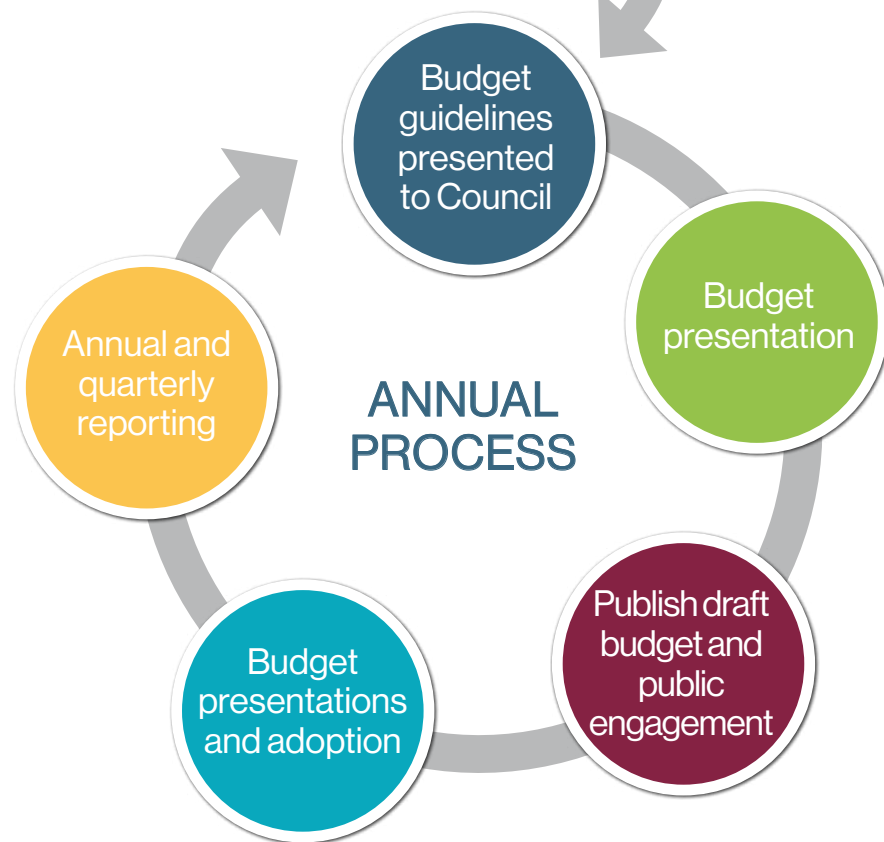 Budget
guidelines
presented
to Council
Budget
presentation
Annual and
quarterly
reporting
ANNUAL
PROCESS
Publish draft
budget and
public
engagement
Budget
presentations
and adoption